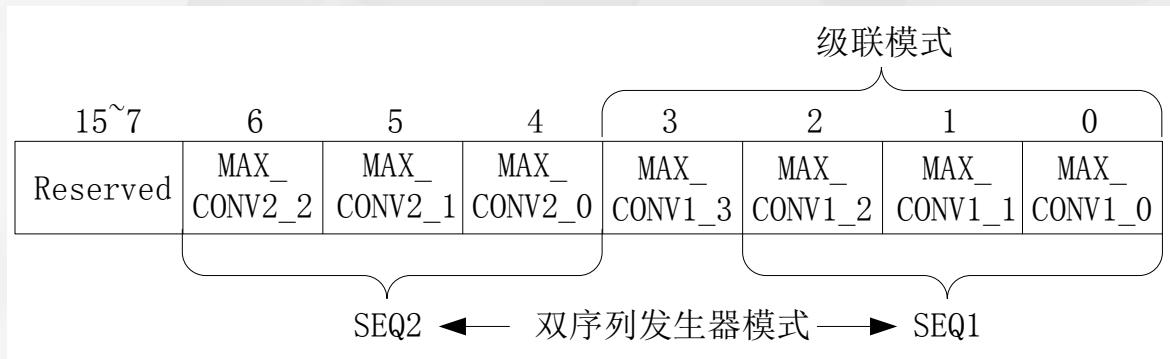 级联模式
15~7 6 5 4 3 2 1 0
Reserved MAX_ MAX_ MAX_ MAX_ MAX_ MAX_ MAX_
CONV2_2 CONV2_1 CONV2_0 CONV1_3 CONV1_2 CONV1_1 CONV1_0
SEQ2 双序列发生器模式 SEQ1